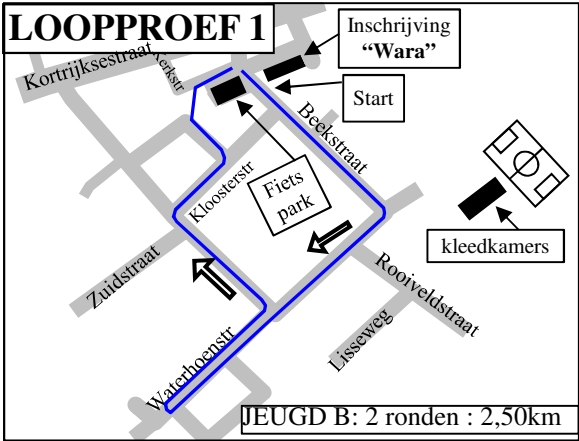 LOOPPROEF 1
Inschrijving
“Wara”
Kortrijksestraat
Kerkstr
Start
Beekstraat
Kloosterstr
Fiets
park
kleedkamers
Zuidstraat
Rooiveldstraat
Lisseweg
Waterhoenstr
JEUGD B: 2 ronden : 2,50km